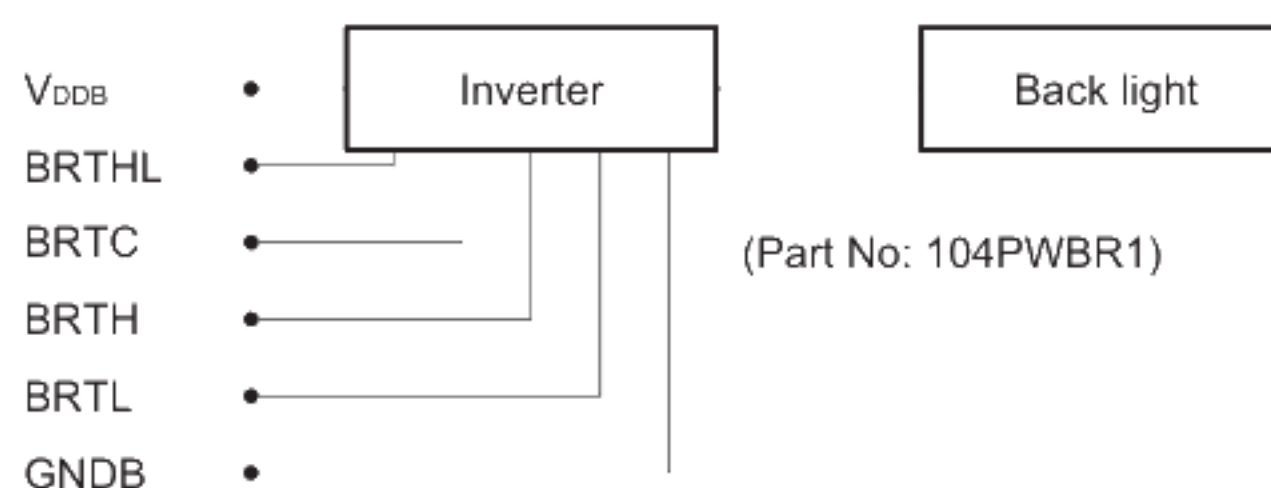 VDDB
Inverter
Back light
BRTHL
BRTC
(Part No: 104PWBR1)
BRTH
BRTL
GNDB